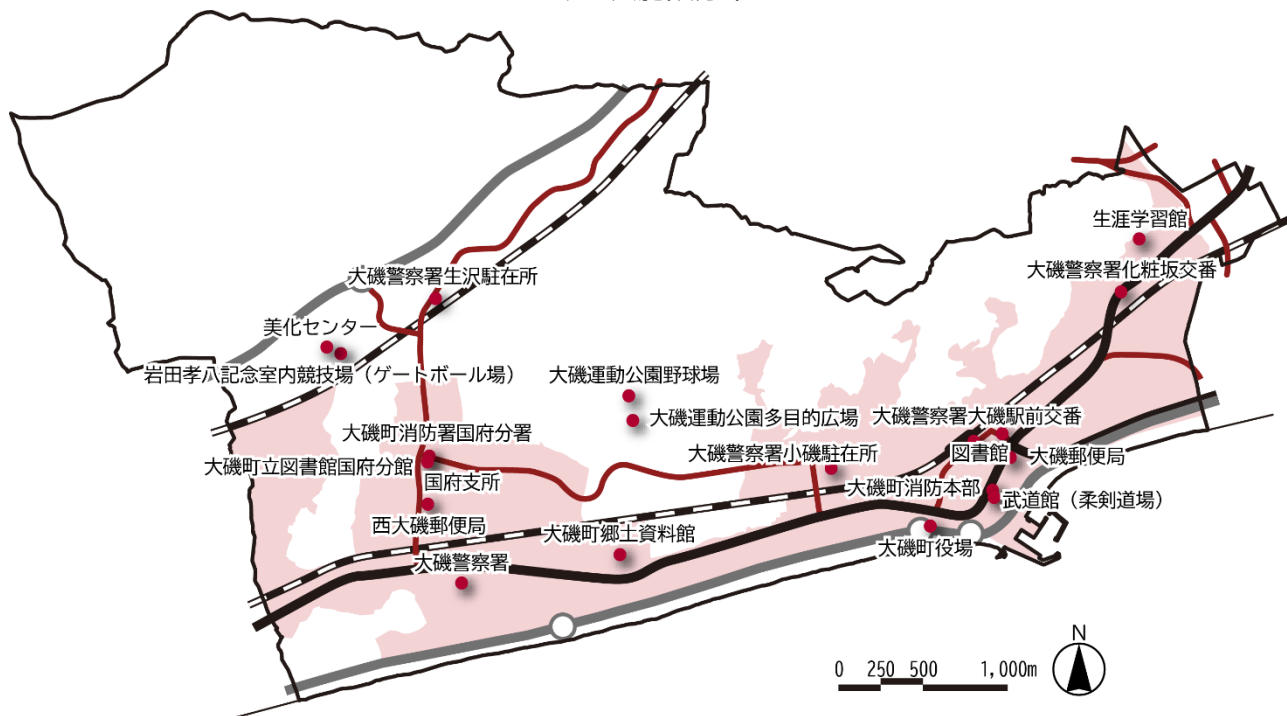 生涯学習館
大磯警察署化粧坂交番
大磯警察署生沢駐在所
美化センター
岩田孝八記念室内競技場（ゲートボール場）
大磯運動公園野球場
大磯運動公園多目的広場
大磯警察署大磯駅前交番
大磯町消防署国府分署
大磯町立図書館国府分館
大磯警察署小磯駐在所
図書館
大磯郵便局
国府支所
大磯町消防本部
武道館（柔剣道場）
西大磯郵便局
大磯町郷土資料館
大磯町役場
大磯警察署
N
0 250 500 1,000m